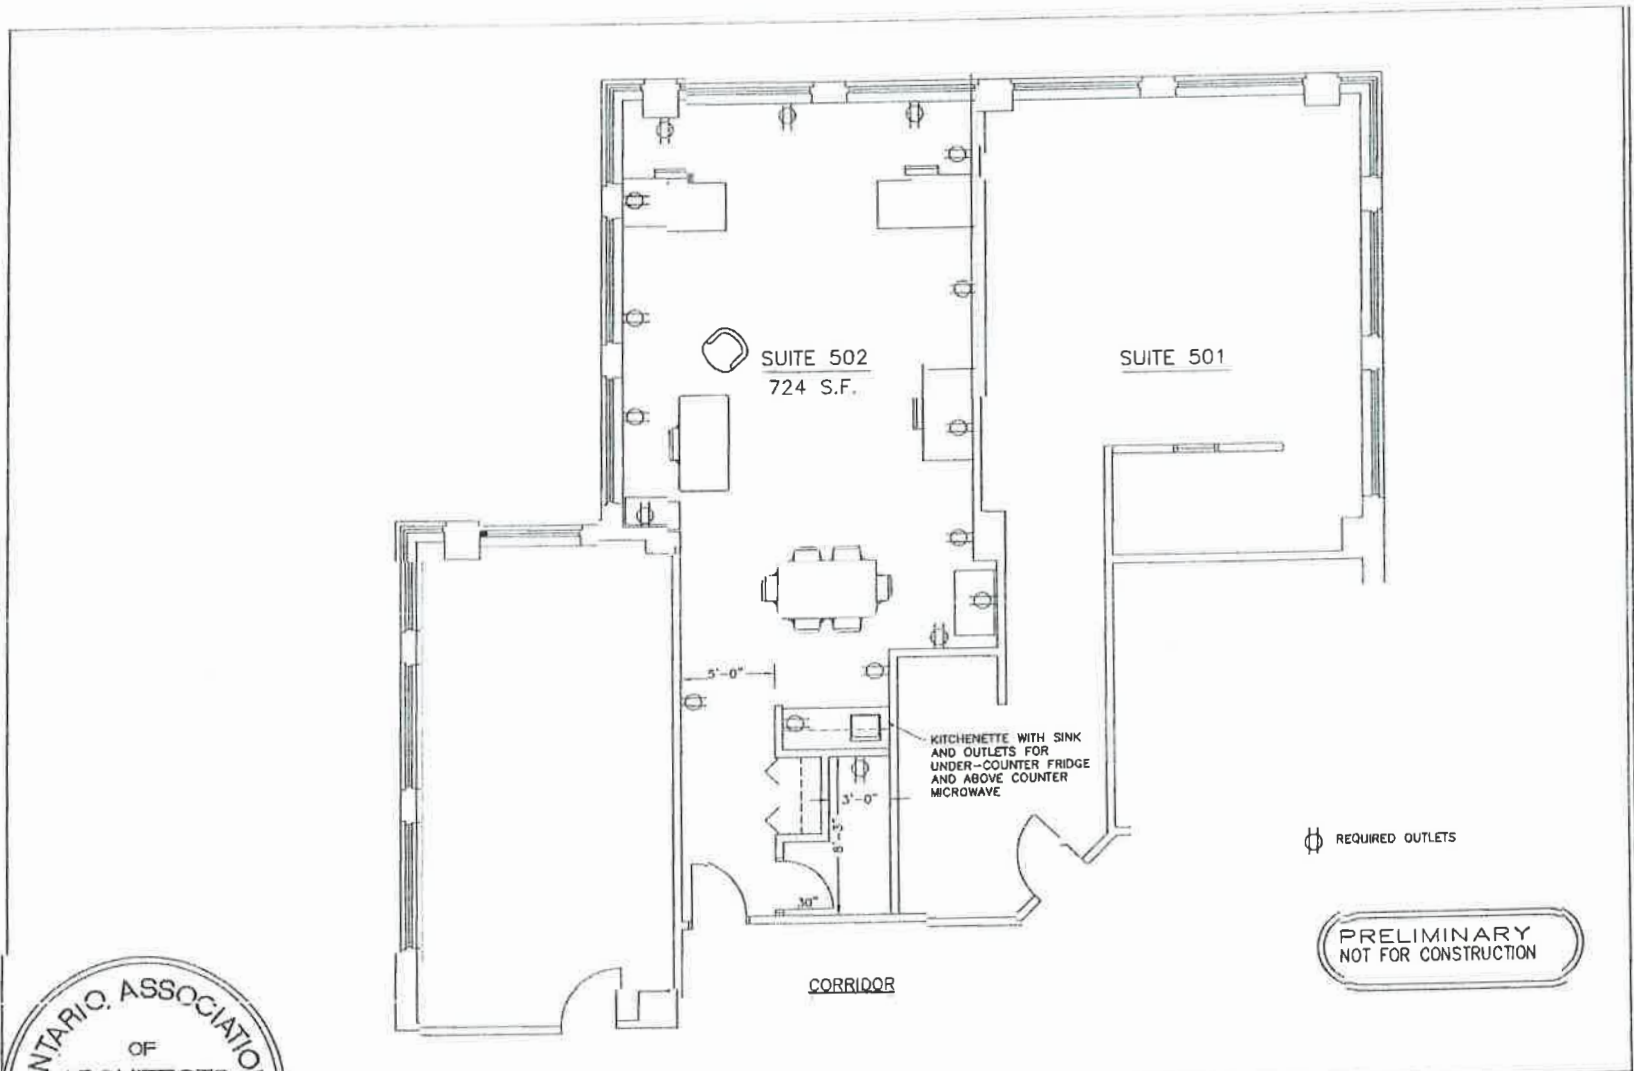 SUITE 502
724 S.F.
SUITE 501
5'-0"
KITCHENETTE WITH SINK
AND OUTLETS FOR
UNDER-COUNTER FRIDGE
AND ABOVE COUNTER
MICROWAVE
3'-0"
8'-3"
30"
REQUIRED OUTLETS
PRELIMINARY
NOT FOR CONSTRUCTION
CORRIDOR
NTARIO ASSOCIATIO
OF